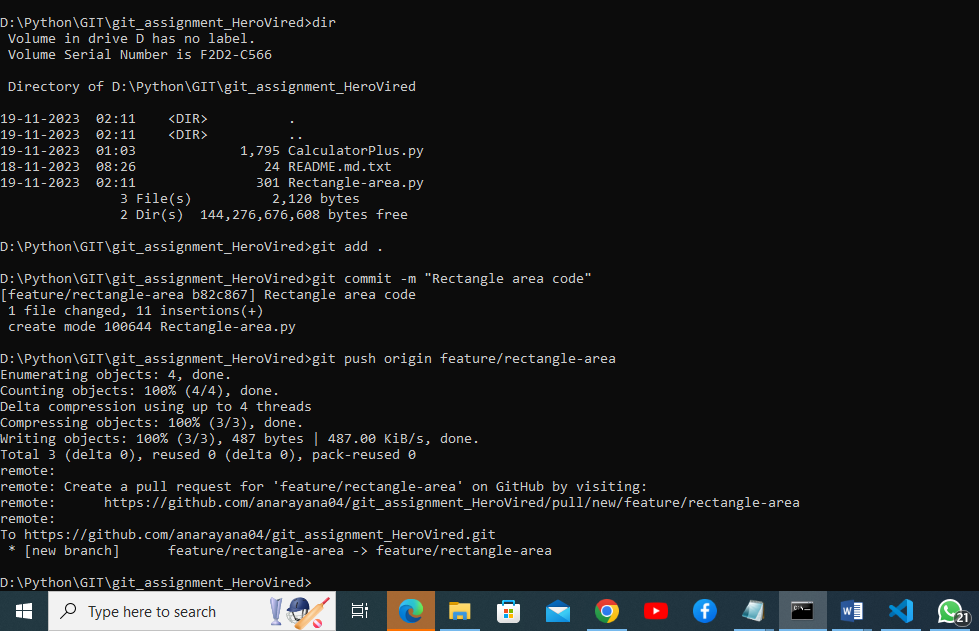 D:\Python\GIT\git_assignment_HeroVired>dir
 Volume in drive D has no label.
 Volume Serial Number is F2D2-C566

 Directory of D:\Python\GIT\git_assignment_HeroVired

19-11-2023  02:11    <DIR>          .
19-11-2023  02:11    <DIR>          ..
19-11-2023  01:03             1,795 CalculatorPlus.py
18-11-2023  08:26                24 README.md.txt
19-11-2023  02:11               301 Rectangle-area.py
               3 File(s)          2,120 bytes
               2 Dir(s)  144,276,676,608 bytes free

D:\Python\GIT\git_assignment_HeroVired>git add .

D:\Python\GIT\git_assignment_HeroVired>git commit -m "Rectangle area code"
[feature/rectangle-area b82c867] Rectangle area code
 1 file changed, 11 insertions(+)
 create mode 100644 Rectangle-area.py

D:\Python\GIT\git_assignment_HeroVired>git push origin feature/rectangle-area
Enumerating objects: 4, done.
Counting objects: 100% (4/4), done.
Delta compression using up to 4 threads
Compressing objects: 100% (3/3), done.
Writing objects: 100% (3/3), 487 bytes | 487.00 KiB/s, done.
Total 3 (delta 0), reused 0 (delta 0), pack-reused 0
remote:
remote: Create a pull request for 'feature/rectangle-area' on GitHub by visiting:
remote:      https://github.com/anarayana04/git_assignment_HeroVired/pull/new/feature/rectangle-area
remote:
To https://github.com/anarayana04/git_assignment_HeroVired.git
 * [new branch]      feature/rectangle-area -> feature/rectangle-area

D:\Python\GIT\git_assignment_HeroVired>
Type here to search
21